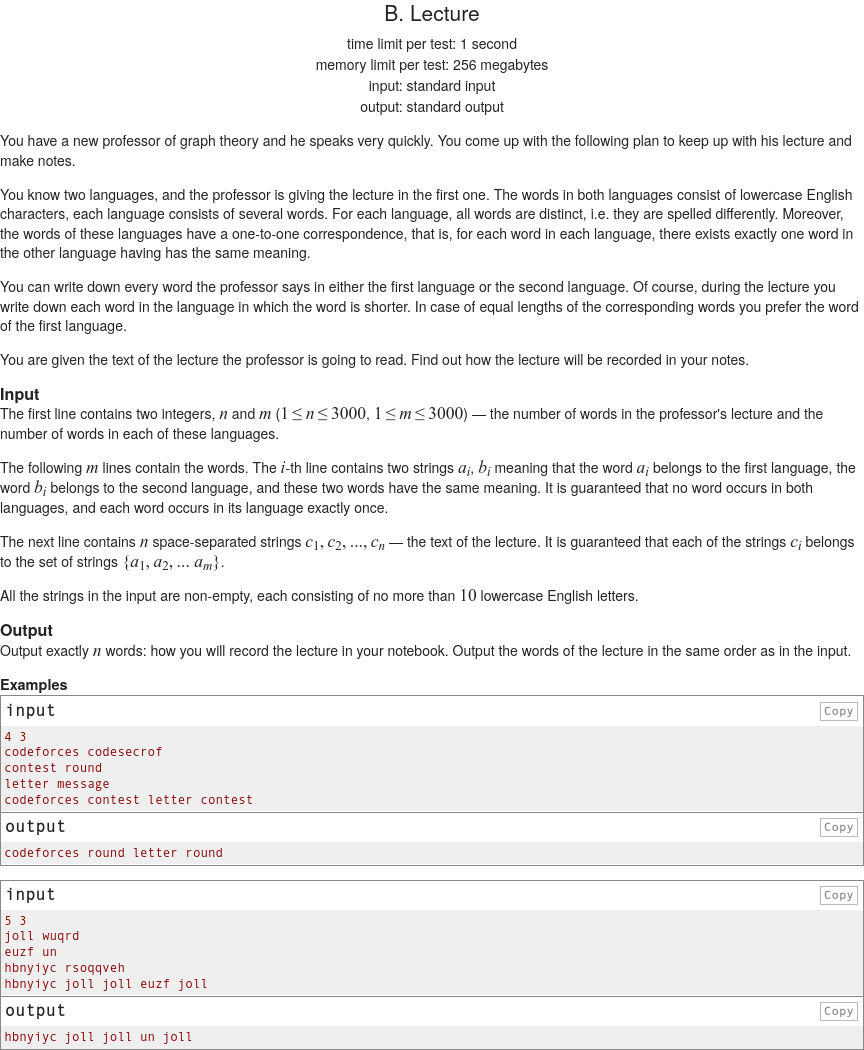 B. Lecture
time limit per test: 1 second
memory limit per test: 256 megabytes
input: standard input
output: standard output
You have a new professor of graph theory and he speaks very quickly. You come up with the following plan to keep up with his lecture and
make notes.
You know two languages, and the professor is giving the lecture in the first one. The words in both languages consist of lowercase English
characters, each language consists of several words. For each language, all words are distinct, i.e. they are spelled differently. Moreover,
the words of these languages have a one-to-one correspondence, that is, for each word in each language, there exists exactly one word in
the other language having has the same meaning.
You can write down every word the professor says in either the first language or the second language. Of course, during the lecture you
write down each word in the language in which the word is shorter. In case of equal lengths of the corresponding words you prefer the word
of the first language.
You are given the text of the lecture the professor is going to read. Find out how the lecture will be recorded in your notes.
Input
The first line contains two integers, n and m (1 ≤ n ≤ 3000, 1 ≤ m ≤ 3000) — the number of words in the professor's lecture and the
number of words in each of these languages.
The following m lines contain the words. The i-th line contains two strings a_i, b_i meaning that the word a_i belongs to the first language, the
word b_i belongs to the second language, and these two words have the same meaning. It is guaranteed that no word occurs in both
languages, and each word occurs in its language exactly once.
The next line contains n space-separated strings c_1, c_2, ..., c_n — the text of the lecture. It is guaranteed that each of the strings c_i belongs
to the set of strings {a_1, a_2, ... a_m}.
All the strings in the input are non-empty, each consisting of no more than 10 lowercase English letters.
Output
Output exactly n words: how you will record the lecture in your notebook. Output the words of the lecture in the same order as in the input.
Examples
input Copy
4 3
codeforces codesecrof
contest round
letter message
codeforces contest letter contest
output Copy
codeforces round letter round
input Copy
5 3
joll wuqrd
euzf un
hbnyiyc rsoqqveh
hbnyiyc joll joll euzf joll
output Copy
hbnyiyc joll joll un joll